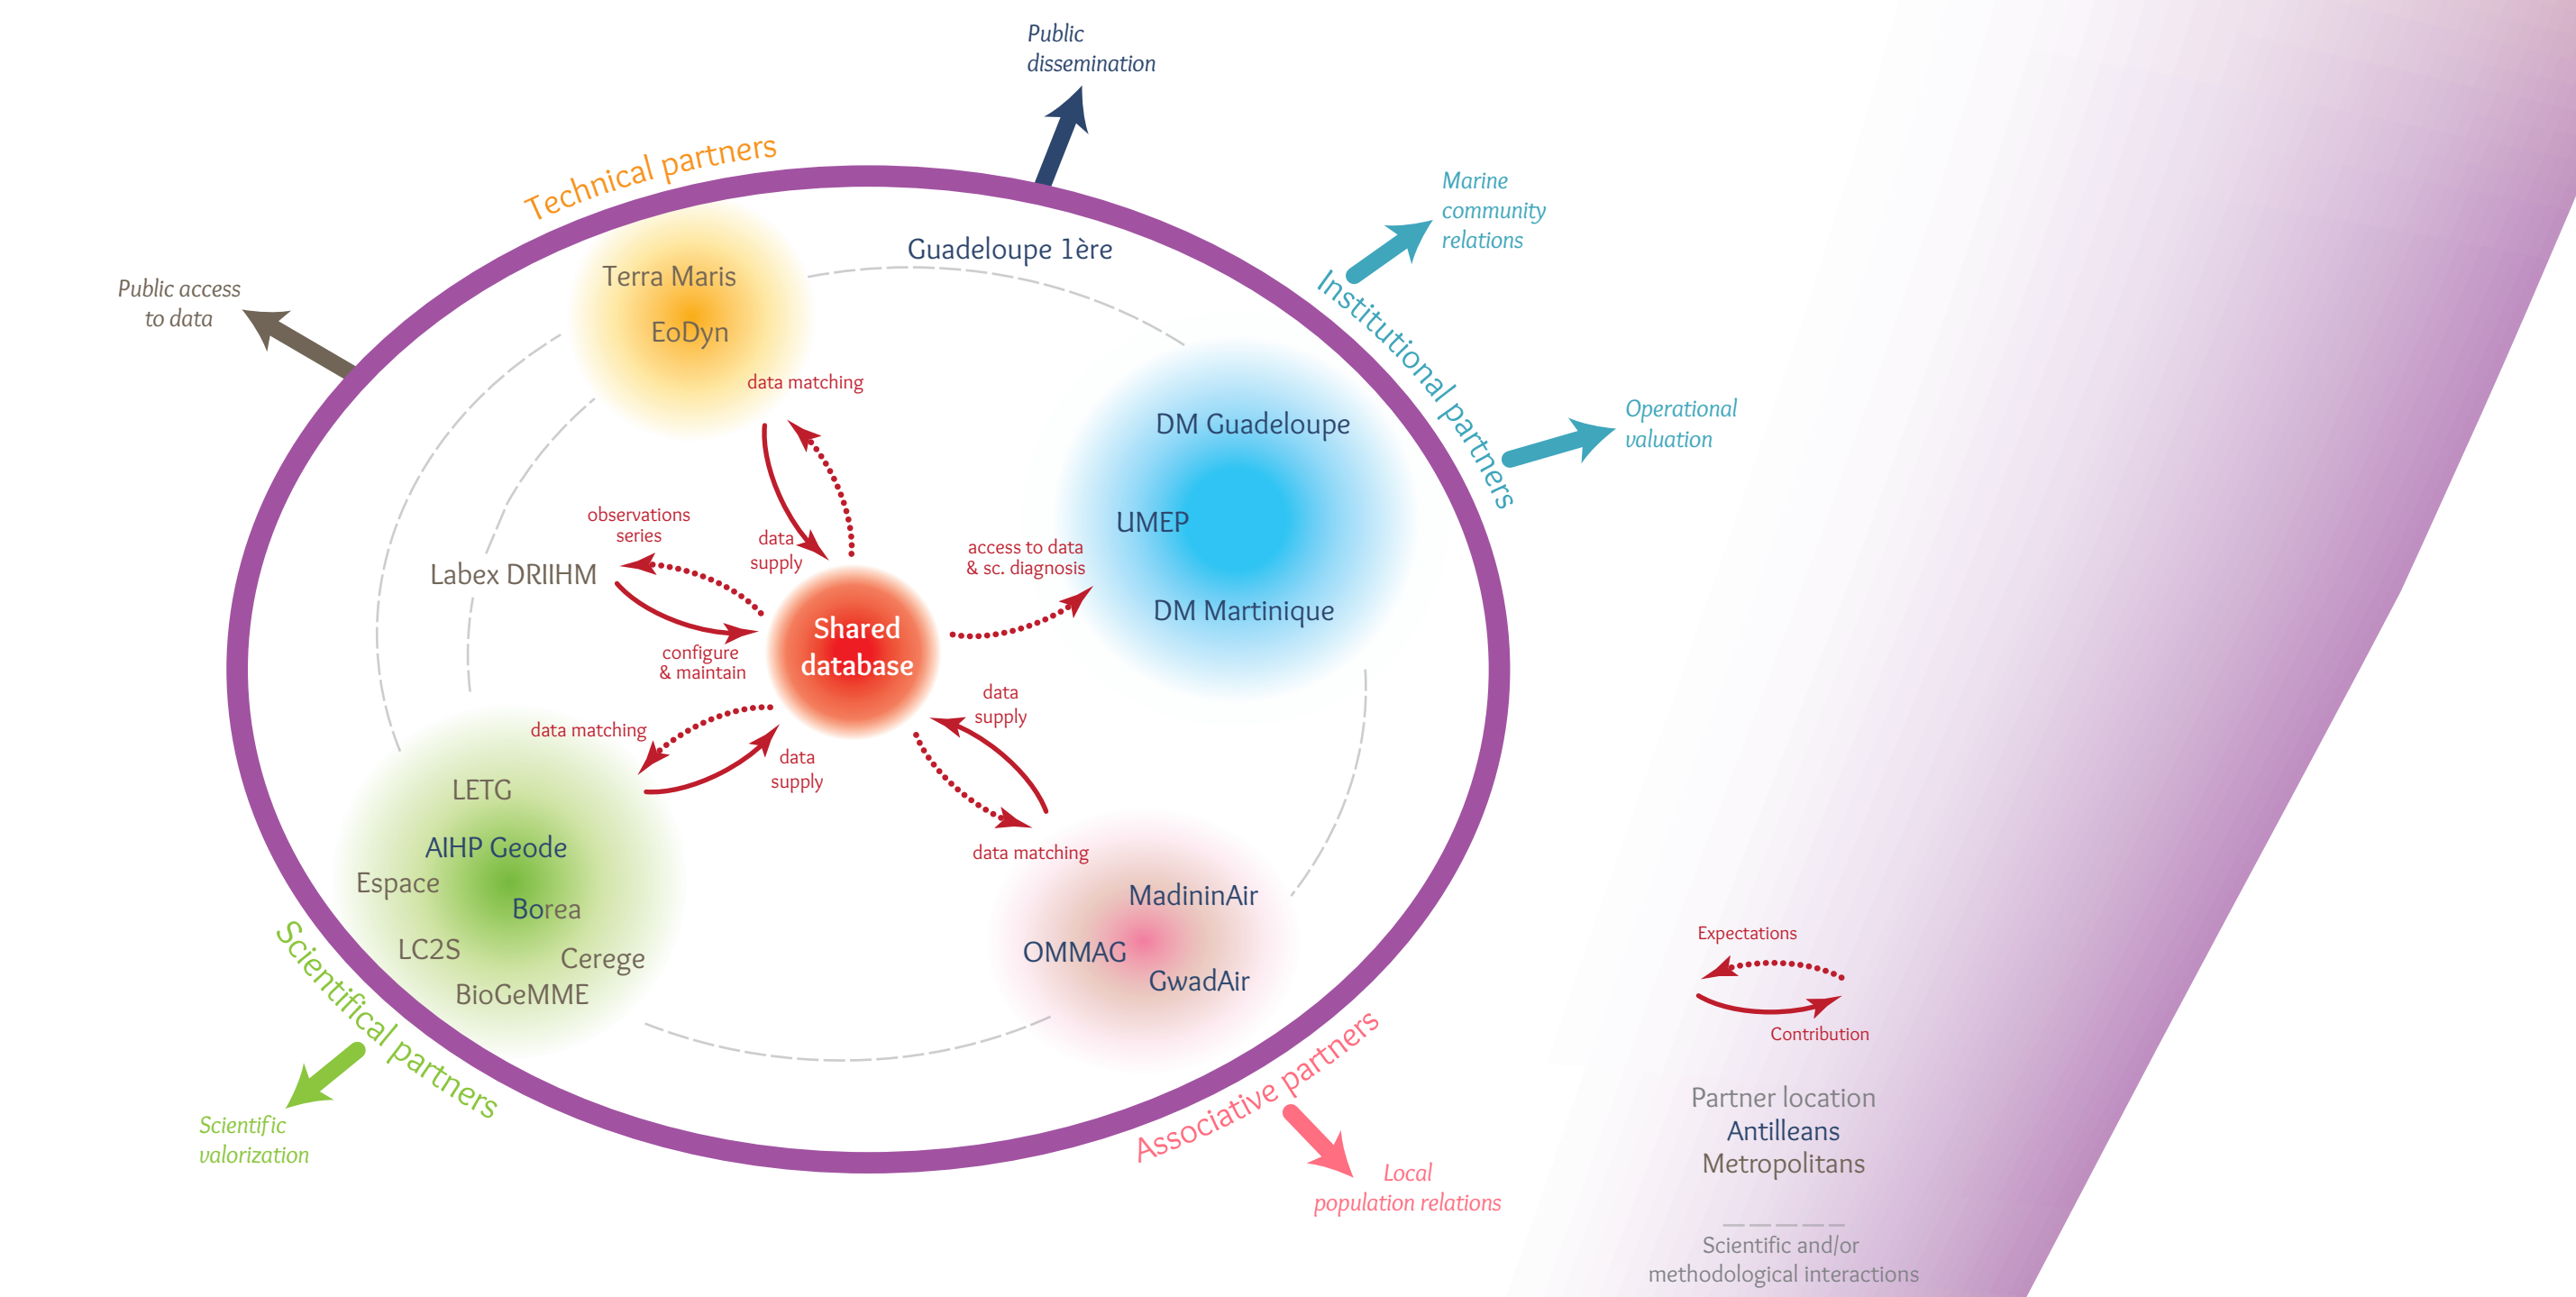 Public
dissemination
Marine
community
relations
Technical partners
Guadeloupe 1ère
Terra Maris
EoDyn
Public access
to data
Institutional partners
Operational
valuation
data matching
DM Guadeloupe
UMEP
DM Martinique
observations
series
data
supply
access to data
& sc. diagnosis
Labex DRIIHM
Shared
database
configure
& maintain
data
supply
data matching
data
supply
LETG
AIHP Geode
Espace
Borea
LC2S
Cerege
BioGeMME
data matching
MadininAir
OMMAG
GwadAir
Scientifical partners
Scientific
valorization
Associative partners
Local
population relations
Expectations
Contribution
Partner location
Antilleans
Metropolitans
Scientific and/or
methodological interactions